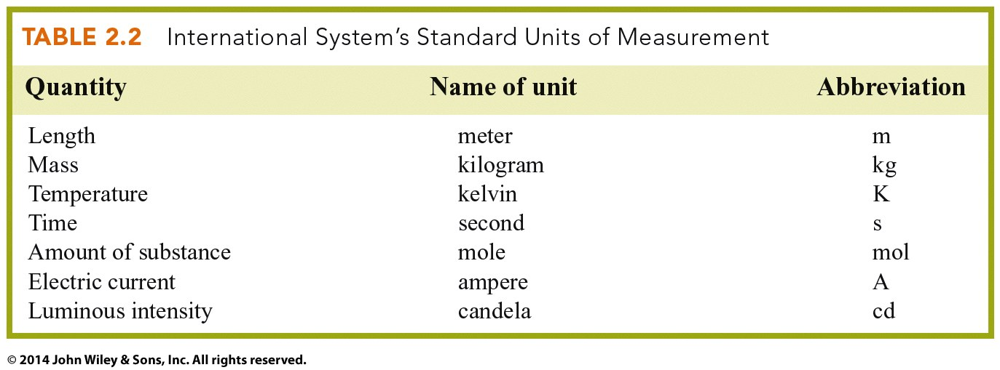 TABLE 2.2 International System's Standard Units of Measurement
Quantity Name of unit Abbreviation
Length meter m
Mass kilogram kg
Temperature kelvin K
Time second s
Amount of substance mole mol
Electric current ampere A
Luminous intensity candela cd
© 2014 John Wiley & Sons, Inc. All rights reserved.